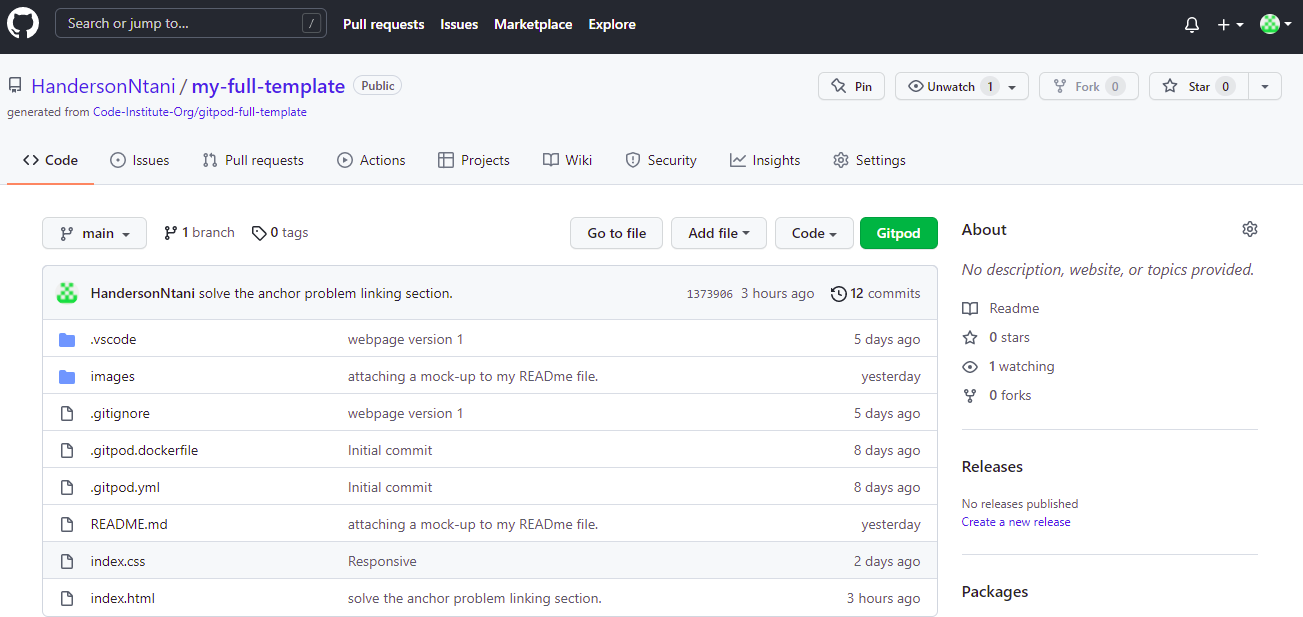 Search or jump to... / Pull requests Issues Marketplace Explore
HandersonNtani / my-full-template Public Pin Unwatch 1 Fork 0 Star 0
generated from Code-Institute-Org/gitpod-full-template
Code Issues Pull requests Actions Projects Wiki Security Insights Settings
main 1 branch 0 tags Go to file Add file Code Gitpod
HandersonNtani solve the anchor problem linking section. 1373906 3 hours ago 12 commits
.vscode webpage version 1 5 days ago
images attaching a mock-up to my READme file. yesterday
.gitignore webpage version 1 5 days ago
.gitpod.dockerfile Initial commit 8 days ago
.gitpod.yml Initial commit 8 days ago
README.md attaching a mock-up to my READme file. yesterday
index.css Responsive 2 days ago
index.html solve the anchor problem linking section. 3 hours ago
About
No description, website, or topics provided.
Readme
0 stars
1 watching
0 forks
Releases
No releases published
Create a new release
Packages